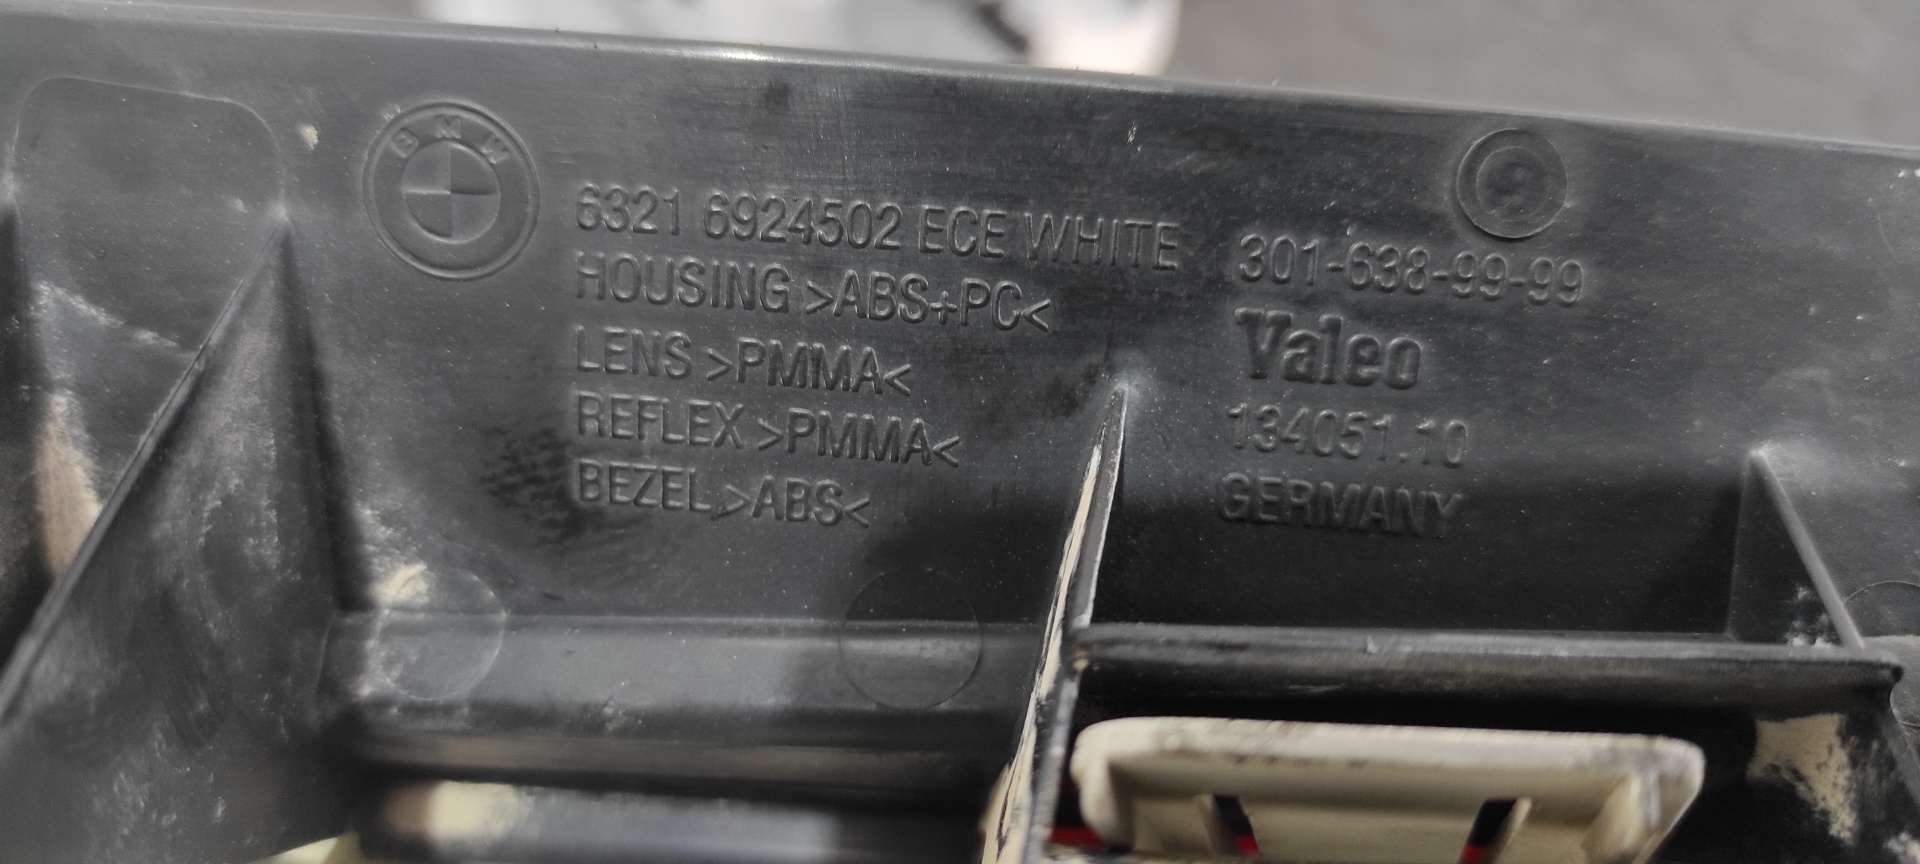 BMW
6321 6924502 ECE WHITE
HOUSING >ABS+PC<
LENS >PMMA<
REFLEX >PMMA<
BEZEL >ABS<
9
301-638-99-99
Valeo
134051.10
GERMANY